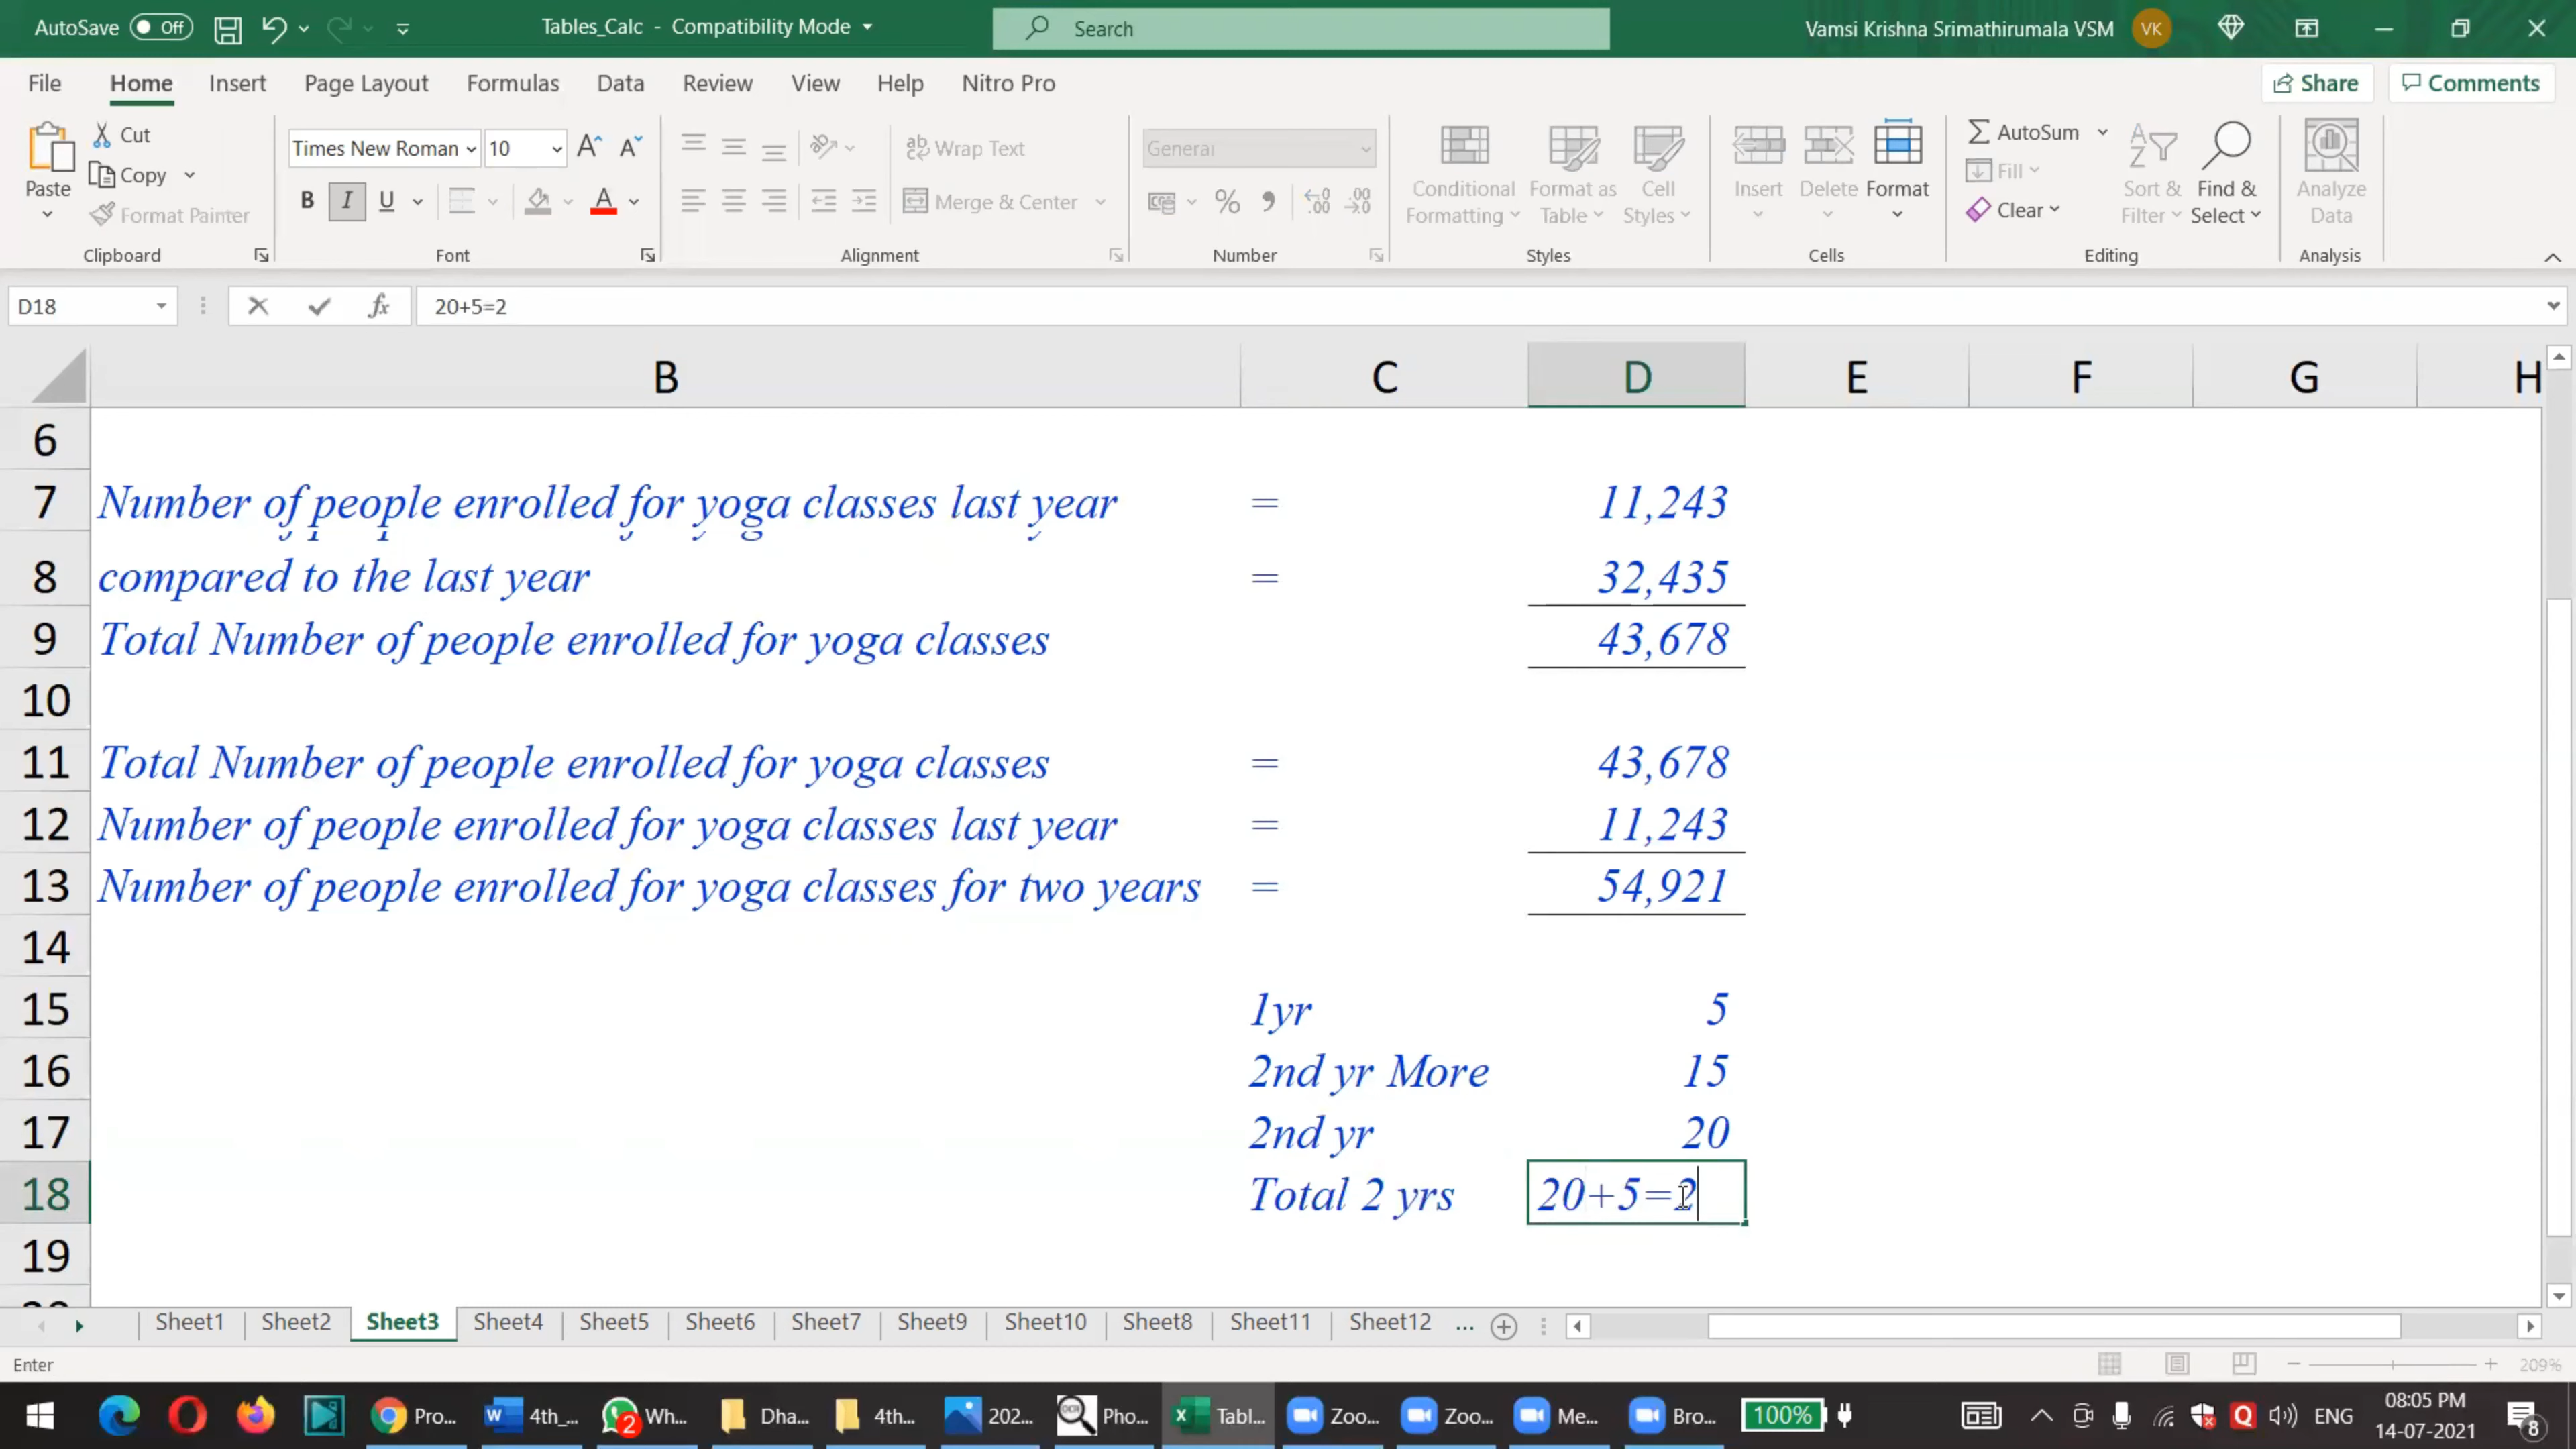 AutoSave Off Tables_Calc - Compatibility Mode Search Vamsi Krishna Srimathirumala VSM VK
File Home Insert Page Layout Formulas Data Review View Help Nitro Pro Share Comments
Paste Cut Copy Format Painter Clipboard
Times New Roman 10 B I U A Font
ab Wrap Text Merge & Center Alignment
General % Number
Conditional Formatting Format as Table Cell Styles Styles
Insert Delete Format Cells
AutoSum Fill Clear Sort & Filter Find & Select Editing
Analyze Data Analysis
D18 fx 20+5=2
B C D E F G H
6
7 Number of people enrolled for yoga classes last year = 11,243
8 compared to the last year = 32,435
9 Total Number of people enrolled for yoga classes 43,678
10
11 Total Number of people enrolled for yoga classes = 43,678
12 Number of people enrolled for yoga classes last year = 11,243
13 Number of people enrolled for yoga classes for two years = 54,921
14
15 1yr 5
16 2nd yr More 15
17 2nd yr 20
18 Total 2 yrs 20+5=2
19
Sheet1 Sheet2 Sheet3 Sheet4 Sheet5 Sheet6 Sheet7 Sheet9 Sheet10 Sheet8 Sheet11 Sheet12 ...
Enter 209%
Pro... 4th_... 2 Wh... Dha... 4th... 202... Pho... Tabl... Zoo... Zoo... Me... Bro... 100% ENG 08:05 PM
14-07-2021 8